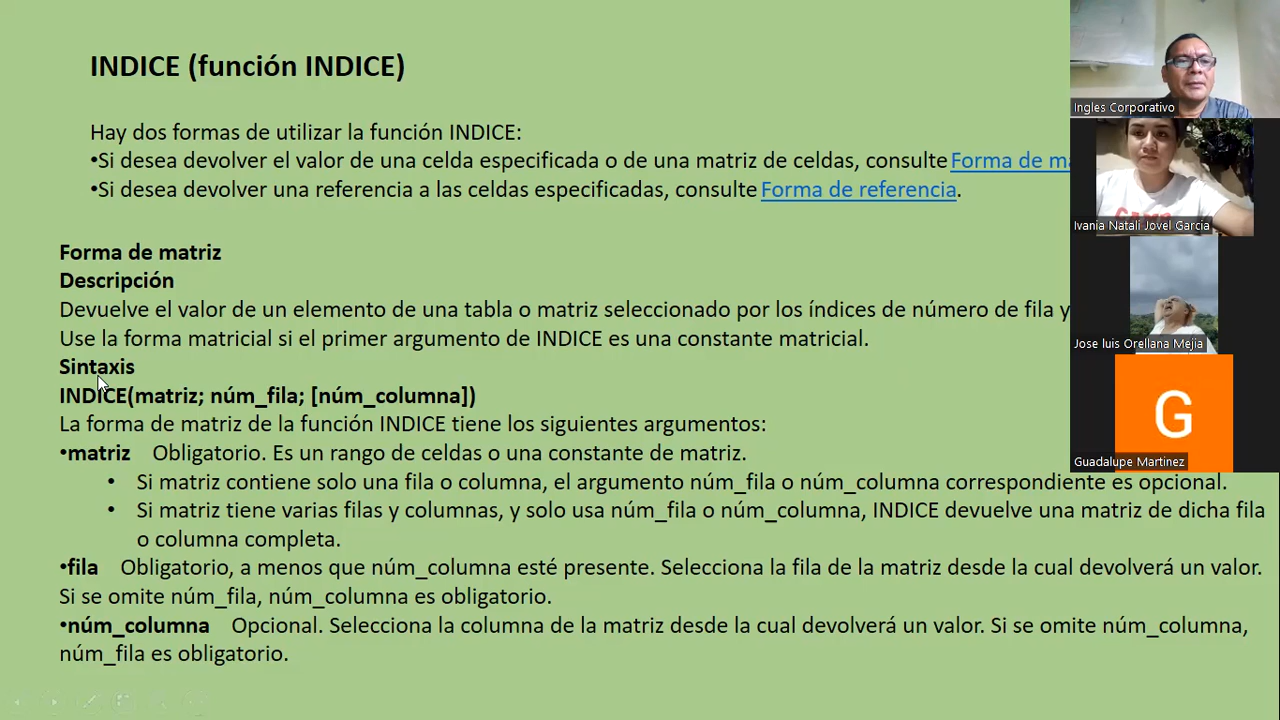 INDICE (función INDICE)
Hay dos formas de utilizar la función INDICE:
•Si desea devolver el valor de una celda especificada o de una matriz de celdas, consulte Forma de
•Si desea devolver una referencia a las celdas especificadas, consulte Forma de referencia.
Forma de matriz
Descripción
Devuelve el valor de un elemento de una tabla o matriz seleccionado por los índices de número de fila y
Use la forma matricial si el primer argumento de INDICE es una constante matricial.
Sintaxis
INDICE(matriz; núm_fila; [núm_columna])
La forma de matriz de la función INDICE tiene los siguientes argumentos:
•matriz Obligatorio. Es un rango de celdas o una constante de matriz.
• Si matriz contiene solo una fila o columna, el argumento núm_fila o núm_columna correspondiente es opcional.
• Si matriz tiene varias filas y columnas, y solo usa núm_fila o núm_columna, INDICE devuelve una matriz de dicha fila
o columna completa.
•fila Obligatorio, a menos que núm_columna esté presente. Selecciona la fila de la matriz desde la cual devolverá un valor.
Si se omite núm_fila, núm_columna es obligatorio.
•núm_columna Opcional. Selecciona la columna de la matriz desde la cual devolverá un valor. Si se omite núm_columna,
núm_fila es obligatorio.
Ingles Corporativo
Ivania Natali Jovel Garcia
Jose luis Orellana Mejia
G
Guadalupe Martinez